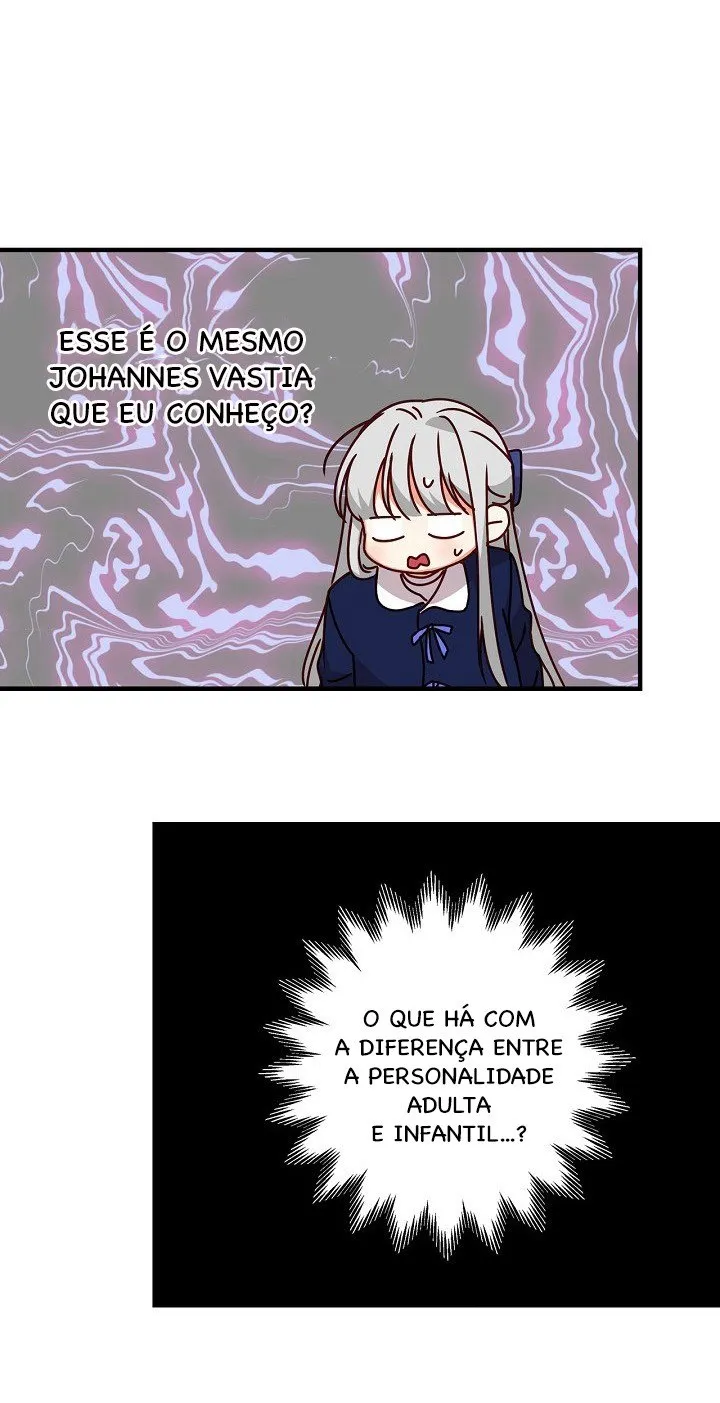 ESSE É O MESMO
JOHANNES VASTIA
QUE EU CONHEÇO?
O QUE HÁ COM
A DIFERENÇA ENTRE
A PERSONALIDADE
ADULTA
E INFANTIL...?